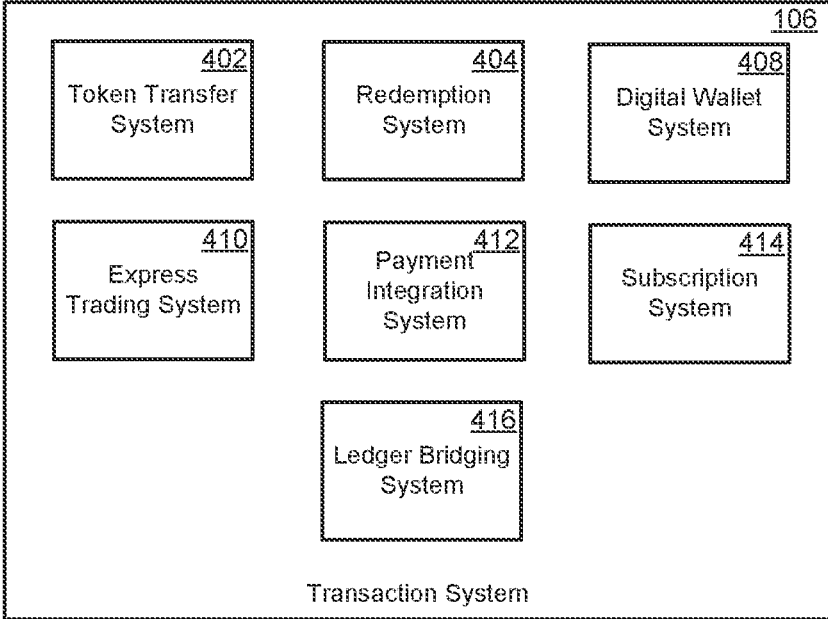 106
402
Token Transfer
System
404
Redemption
System
408
Digital Wallet
System
410
Express
Trading System
412
Payment
Integration
System
414
Subscription
System
416
Ledger Bridging
System
Transaction System